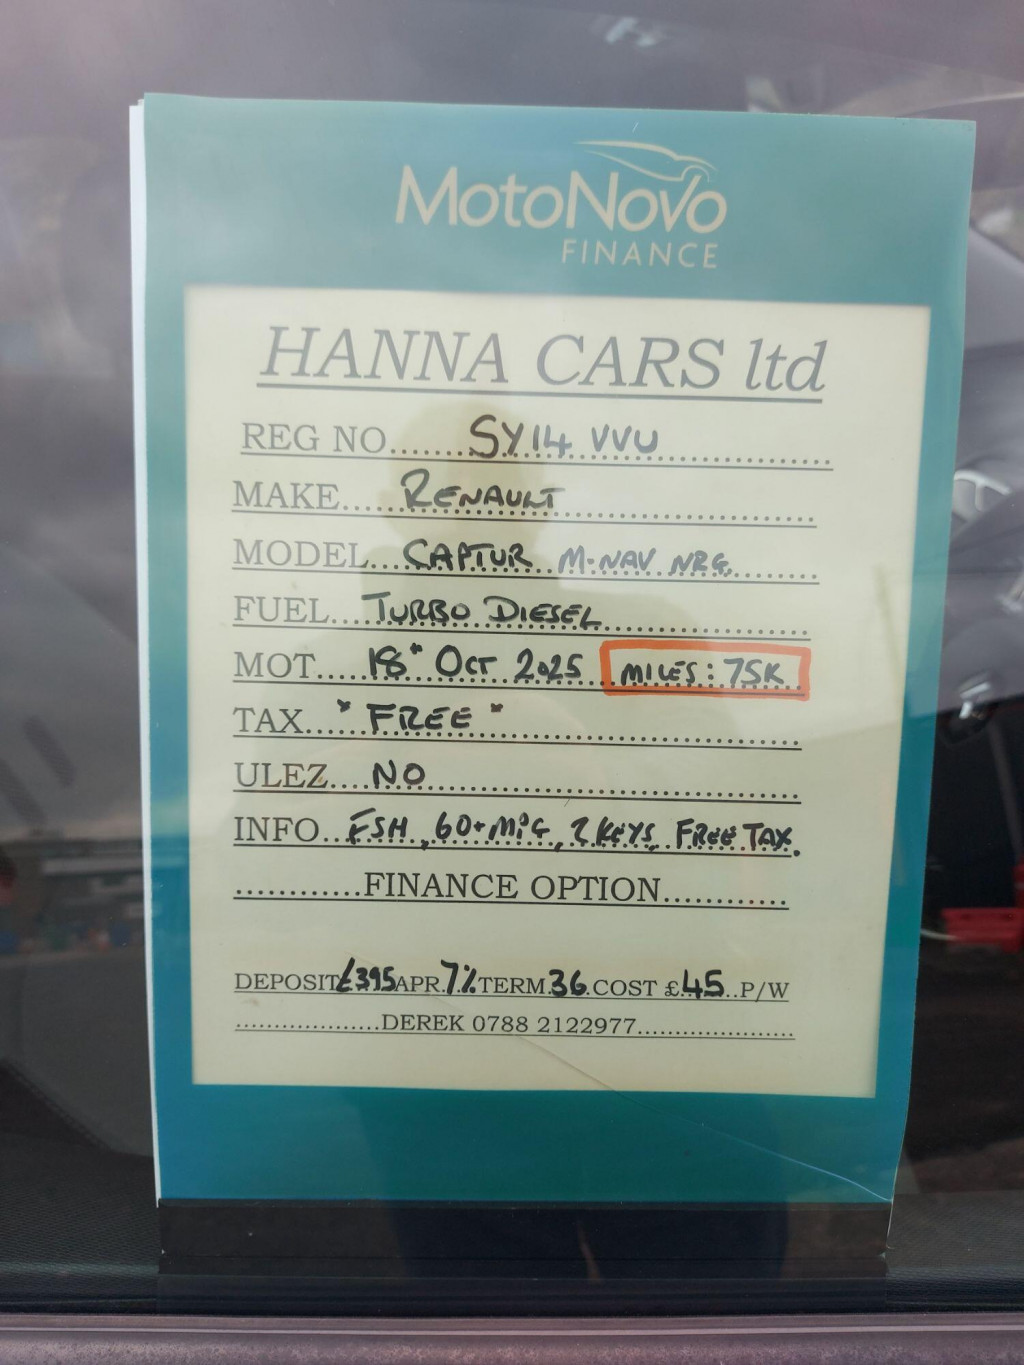 MotoNovo
FINANCE
HANNA CARS ltd
REG NO.......SY14 VVU..............
MAKE.....RENAULT......................
MODEL...CAPTUR M-NAV NRG.........
FUEL...TURBO DIESEL.....................
MOT.....18" OCT 2025 MILES: 75K
TAX...."FREE"..............................
ULEZ....NO....................................
INFO...FSH, 60+MPG, 2 KEYS, FREE TAX.
............FINANCE OPTION............
DEPOSIT £395 APR.7% TERM.36.COST £.45..P/W
...................DEREK 0788 2122977.....................